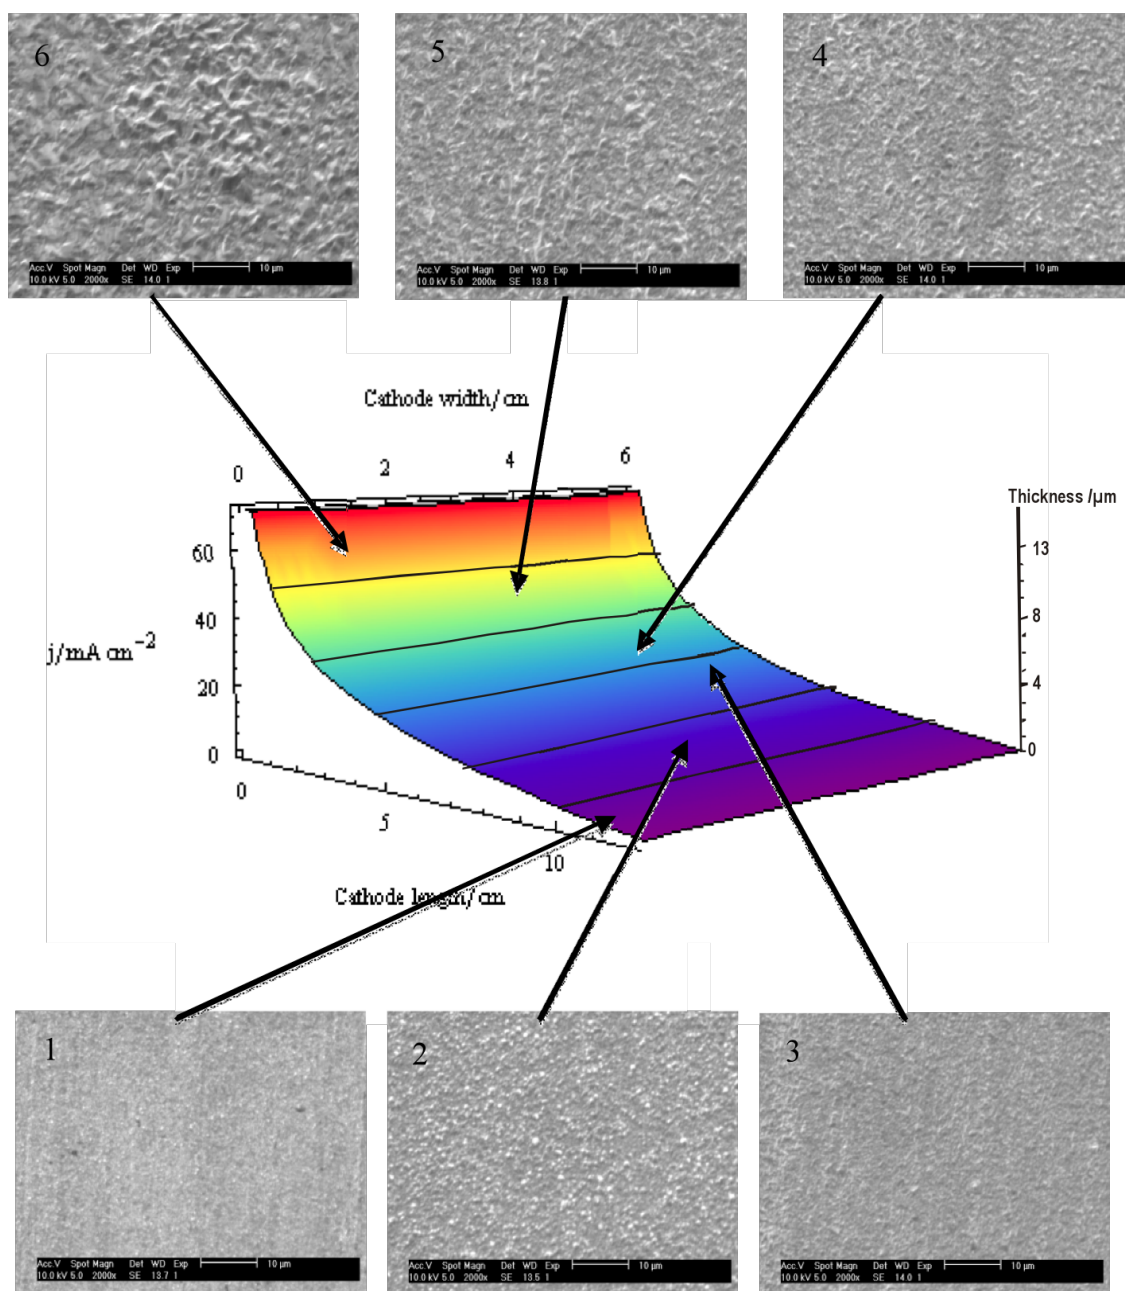 6
5
4
Acc.V Spot Magn Det WD Exp 10 µm
10.0 kV 5.0 2000x SE 14.0 1
Acc.V Spot Magn Det WD Exp 10 µm
10.0 kV 5.0 2000x SE 13.8 1
Acc.V Spot Magn Det WD Exp 10 µm
10.0 kV 5.0 2000x SE 14.0 1
Cathode width/cm
0 2 4 6
Thickness /µm
60
40
20
0
j/mA cm⁻²
13
8
4
0
0
5
10
Cathode length/cm
1
2
3
Acc.V Spot Magn Det WD Exp 10 µm
10.0 kV 5.0 2000x SE 13.7 1
Acc.V Spot Magn Det WD Exp 10 µm
10.0 kV 5.0 2000x SE 13.5 1
Acc.V Spot Magn Det WD Exp 10 µm
10.0 kV 5.0 2000x SE 14.0 1